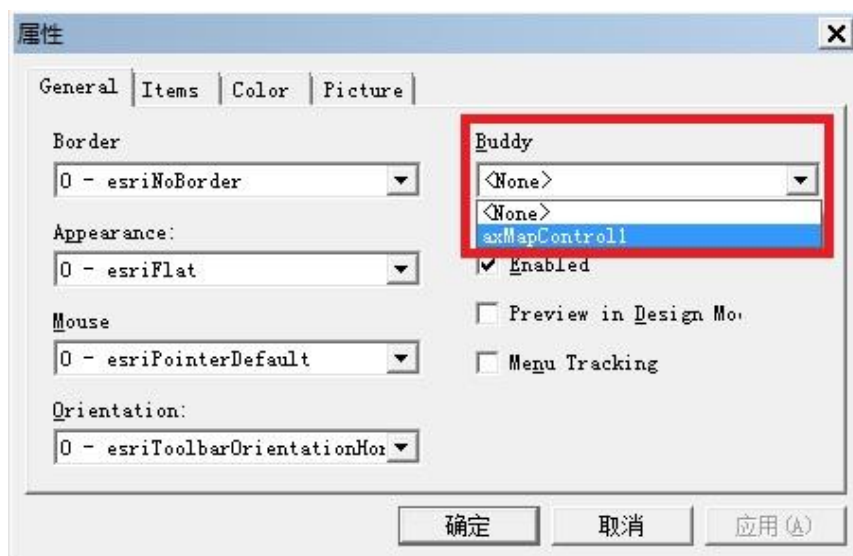 属性
General Items Color Picture
Border
0 - esriNoBorder
Appearance:
0 - esriFlat
Mouse
0 - esriPointerDefault
Orientation:
0 - esriToolbarOrientationHor
Buddy
<None>
<None>
axMapControl1
Enabled
Preview in Design Mo
Menu Tracking
确定 取消 应用(A)